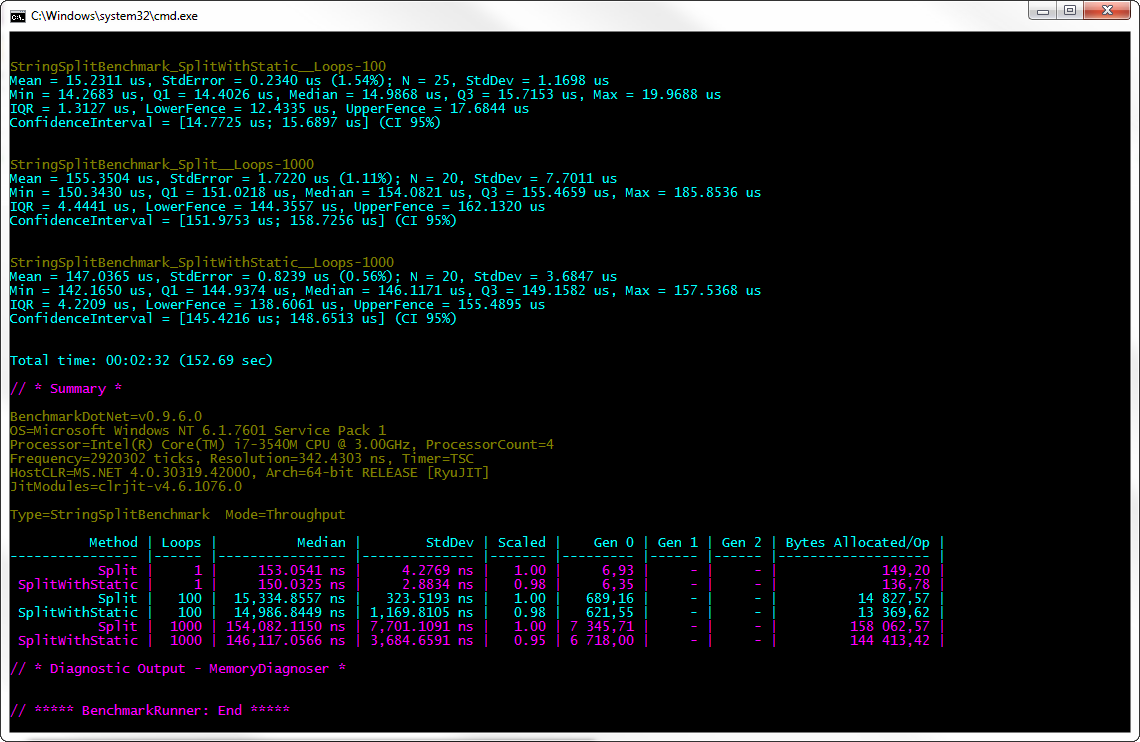 C:\Windows\system32\cmd.exe
StringSplitBenchmark_SplitWithStatic__Loops-100
Mean = 15.2311 us, StdError = 0.2340 us (1.54%); N = 25, StdDev = 1.1698 us
Min = 14.2683 us, Q1 = 14.4026 us, Median = 14.9868 us, Q3 = 15.7153 us, Max = 19.9688 us
IQR = 1.3127 us, LowerFence = 12.4335 us, UpperFence = 17.6844 us
ConfidenceInterval = [14.7725 us; 15.6897 us] (CI 95%)
StringSplitBenchmark_Split__Loops-1000
Mean = 155.3504 us, StdError = 1.7220 us (1.11%); N = 20, StdDev = 7.7011 us
Min = 150.3430 us, Q1 = 151.0218 us, Median = 154.0821 us, Q3 = 155.4659 us, Max = 185.8536 us
IQR = 4.4441 us, LowerFence = 144.3557 us, UpperFence = 162.1320 us
ConfidenceInterval = [151.9753 us; 158.7256 us] (CI 95%)
StringSplitBenchmark_SplitWithStatic__Loops-1000
Mean = 147.0365 us, StdError = 0.8239 us (0.56%); N = 20, StdDev = 3.6847 us
Min = 142.1650 us, Q1 = 144.9374 us, Median = 146.1171 us, Q3 = 149.1582 us, Max = 157.5368 us
IQR = 4.2209 us, LowerFence = 138.6061 us, UpperFence = 155.4895 us
ConfidenceInterval = [145.4216 us; 148.6513 us] (CI 95%)
Total time: 00:02:32 (152.69 sec)
// * Summary *
BenchmarkDotNet=v0.9.6.0
OS=Microsoft Windows NT 6.1.7601 Service Pack 1
Processor=Intel(R) Core(TM) i7-3540M CPU @ 3.00GHz, ProcessorCount=4
Frequency=2920302 ticks, Resolution=342.4303 ns, Timer=TSC
HostCLR=MS.NET 4.0.30319.42000, Arch=64-bit RELEASE [RyuJIT]
JitModules=clrjit-v4.6.1076.0
Type=StringSplitBenchmark  Mode=Throughput
Method | Loops | Median | StdDev | Scaled | Gen 0 | Gen 1 | Gen 2 | Bytes Allocated/Op |
---------------- |------ |---------------- |-------------- |------- |--------- |------ |------ |------------------- |
Split | 1 | 153.0541 ns | 4.2769 ns | 1.00 | 6,93 | - | - | 149,20 |
SplitWithStatic | 1 | 150.0325 ns | 2.8834 ns | 0.98 | 6,35 | - | - | 136,78 |
Split | 100 | 15,334.8557 ns | 323.5193 ns | 1.00 | 689,16 | - | - | 14 827,57 |
SplitWithStatic | 100 | 14,986.8449 ns | 1,169.8105 ns | 0.98 | 621,55 | - | - | 13 369,62 |
Split | 1000 | 154,082.1150 ns | 7,701.1091 ns | 1.00 | 7 345,71 | - | - | 158 062,57 |
SplitWithStatic | 1000 | 146,117.0566 ns | 3,684.6591 ns | 0.95 | 6 718,00 | - | - | 144 413,42 |
// * Diagnostic Output - MemoryDiagnoser *
// ***** BenchmarkRunner: End *****